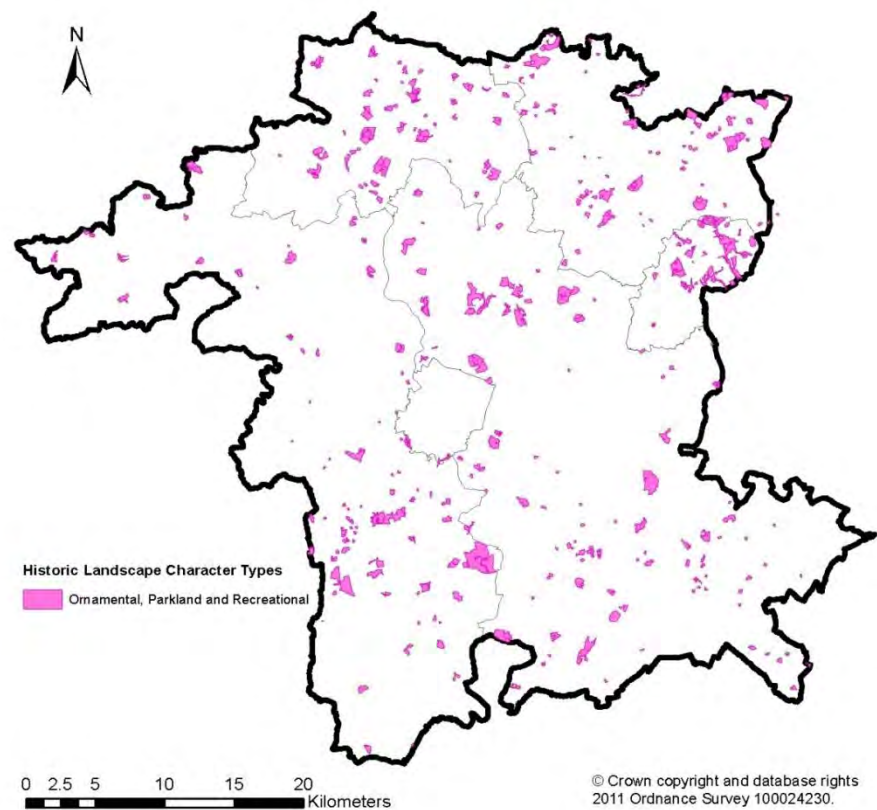 N
Historic Landscape Character Types
Ornamental, Parkland and Recreational
0 2.5 5 10 15 20
Kilometers
© Crown copyright and database rights
2011 Ordnance Survey 100024230.